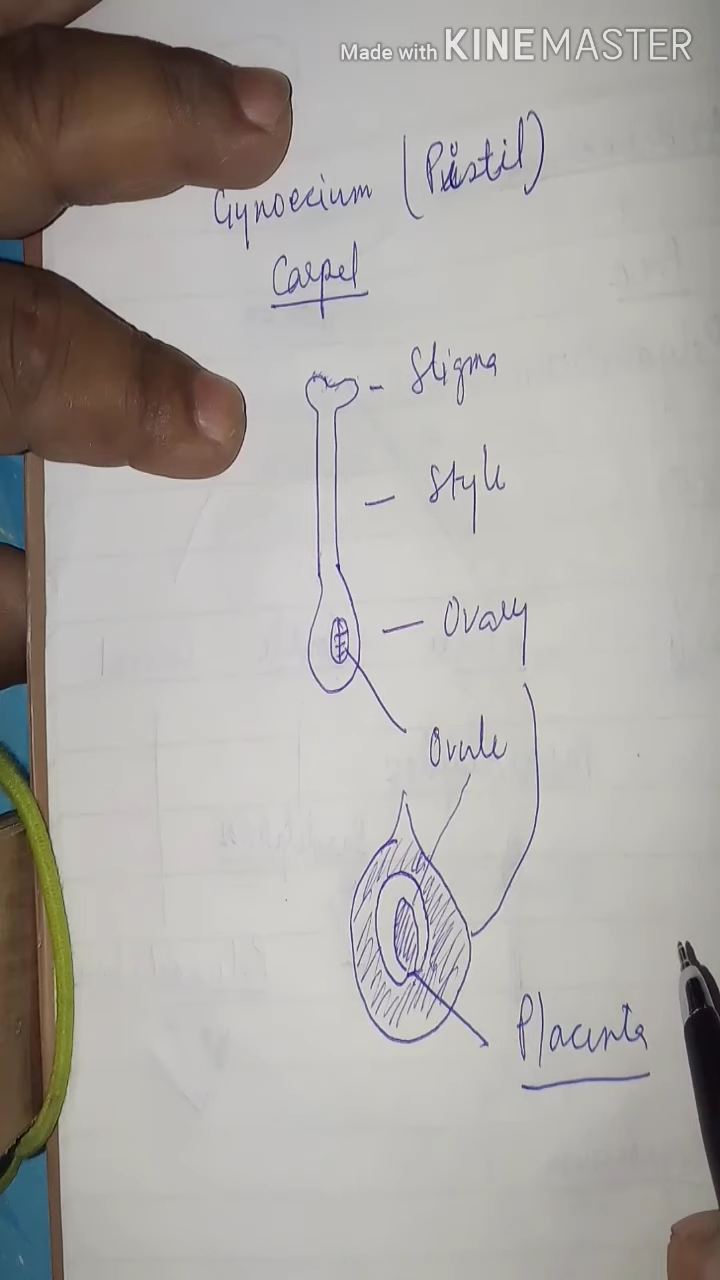 Made with KINEMASTER
Gynoecium (Pistil)
Carpel
Stigma
Style
Ovary
Ovule
Placenta